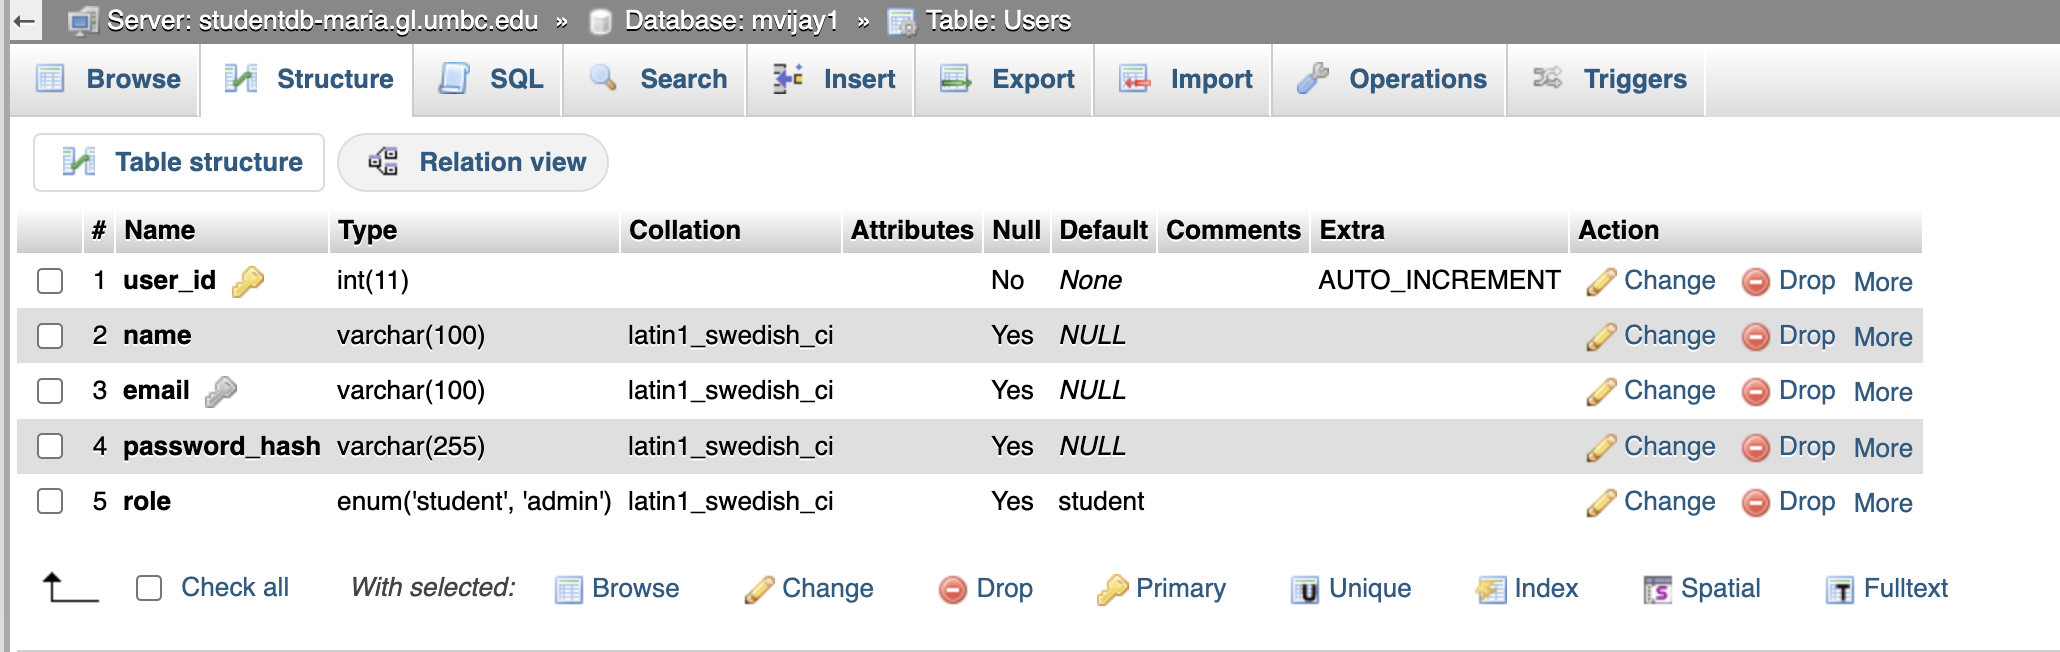 Server: studentdb-maria.gl.umbc.edu » Database: mvijay1 » Table: Users
Browse Structure SQL Search Insert Export Import Operations Triggers
Table structure Relation view
# Name Type Collation Attributes Null Default Comments Extra Action
1 user_id int(11) No None AUTO_INCREMENT Change Drop More
2 name varchar(100) latin1_swedish_ci Yes NULL Change Drop More
3 email varchar(100) latin1_swedish_ci Yes NULL Change Drop More
4 password_hash varchar(255) latin1_swedish_ci Yes NULL Change Drop More
5 role enum('student', 'admin') latin1_swedish_ci Yes student Change Drop More
Check all With selected: Browse Change Drop Primary Unique Index Spatial Fulltext